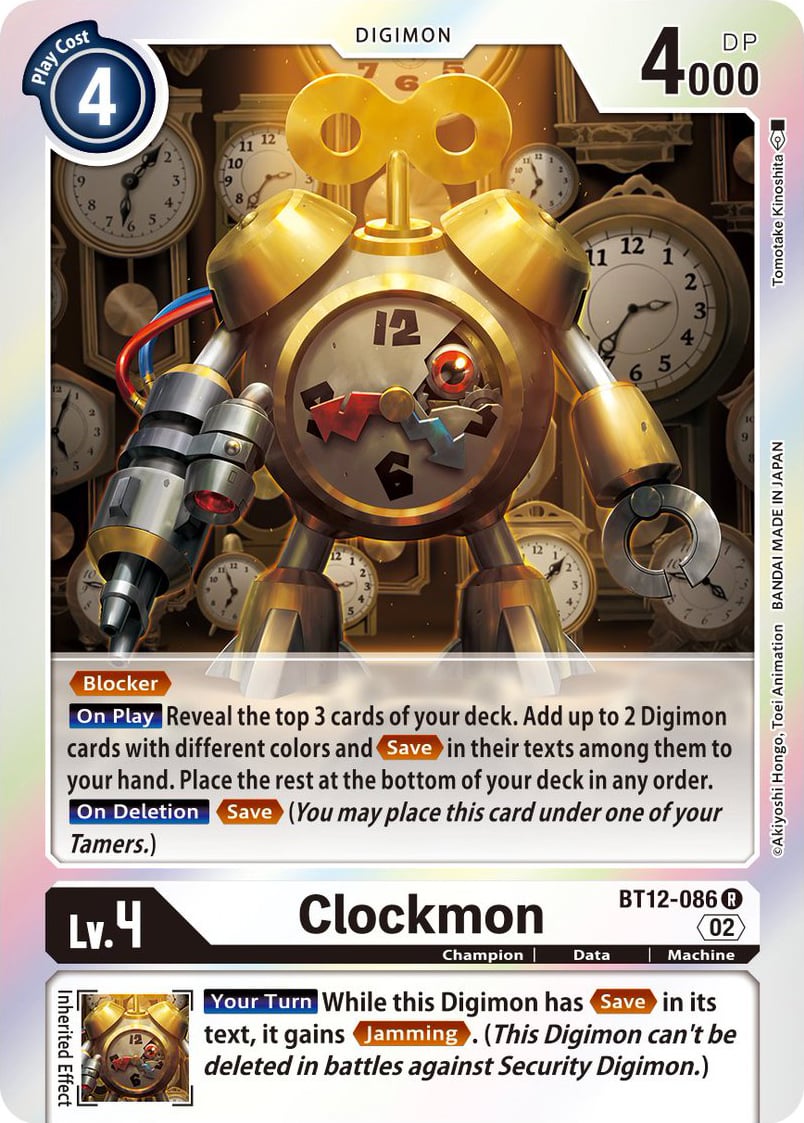 DIGIMON
Play Cost
4
DP
4000
Tomotake Kinoshita
BANDAI MADE IN JAPAN
©Akiyoshi Hongo, Toei Animation
Blocker
On Play Reveal the top 3 cards of your deck. Add up to 2 Digimon
cards with different colors and Save in their texts among them to
your hand. Place the rest at the bottom of your deck in any order.
On Deletion Save (You may place this card under one of your
Tamers.)
Lv.4
Clockmon
BT12-086 R
02
Champion | Data | Machine
Inherited Effect
Your Turn While this Digimon has Save in its
text, it gains Jamming. (This Digimon can't be
deleted in battles against Security Digimon.)